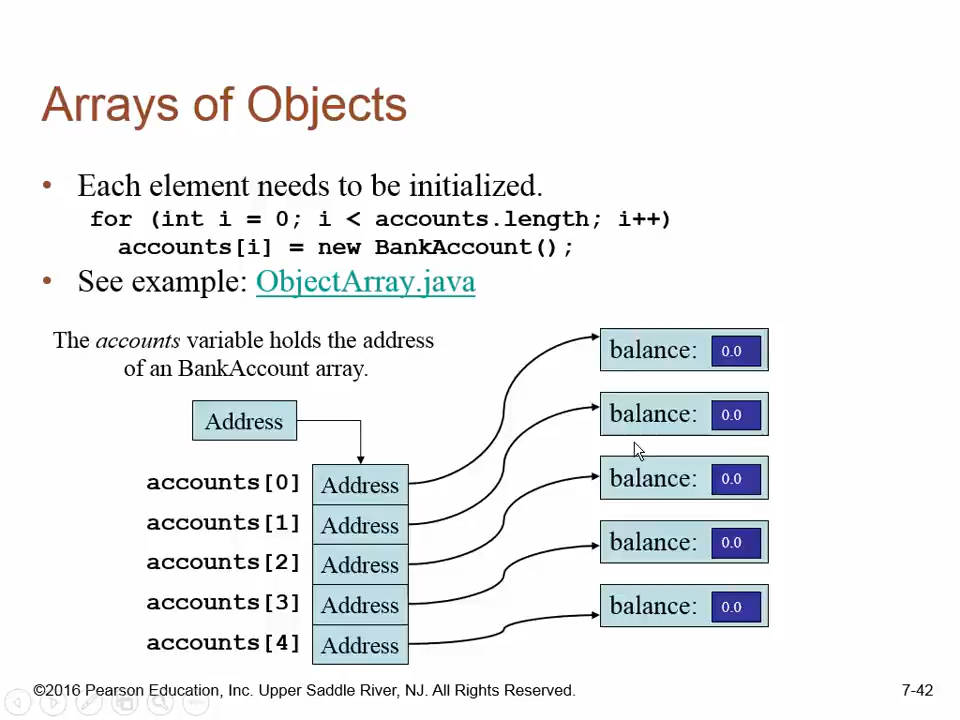 Arrays of Objects
• Each element needs to be initialized.
for (int i = 0; i < accounts.length; i++)
accounts[i] = new BankAccount();
• See example: ObjectArray.java
The accounts variable holds the address
of an BankAccount array.
Address
accounts[0] Address
accounts[1] Address
accounts[2] Address
accounts[3] Address
accounts[4] Address
balance: 0.0
balance: 0.0
balance: 0.0
balance: 0.0
balance: 0.0
©2016 Pearson Education, Inc. Upper Saddle River, NJ. All Rights Reserved.
7-42